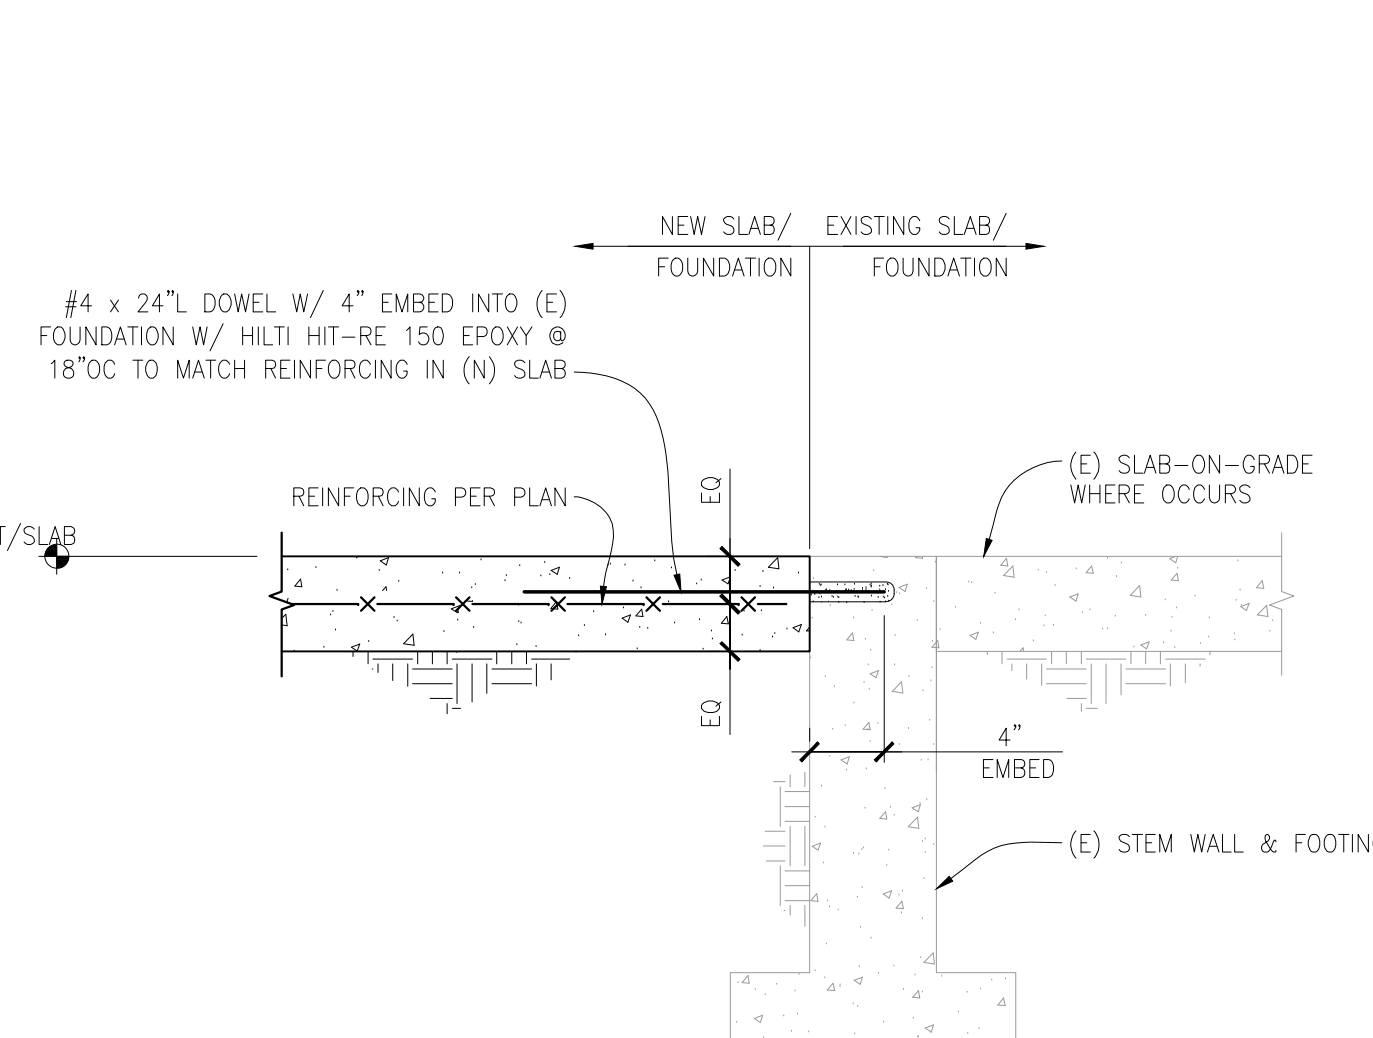 NEW SLAB/
FOUNDATION
EXISTING SLAB/
FOUNDATION
#4 x 24"L DOWEL W/ 4" EMBED INTO (E)
FOUNDATION W/ HILTI HIT-RE 150 EPOXY @
18"OC TO MATCH REINFORCING IN (N) SLAB
(E) SLAB-ON-GRADE
WHERE OCCURS
REINFORCING PER PLAN
EQ
T/SLAB
EQ
4"
EMBED
(E) STEM WALL & FOOTIN